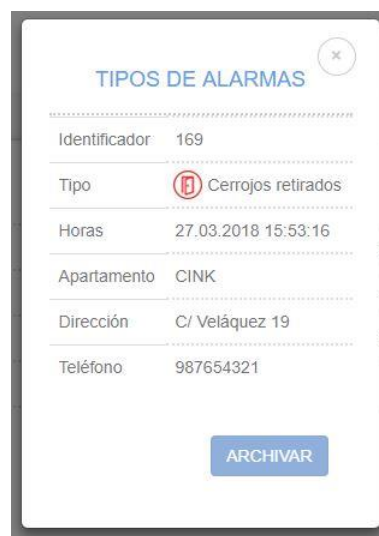 TIPOS DE ALARMAS
Identificador 169
Tipo Cerrojos retirados
Horas 27.03.2018 15:53:16
Apartamento CINK
Dirección C/ Veláquez 19
Teléfono 987654321
ARCHIVAR